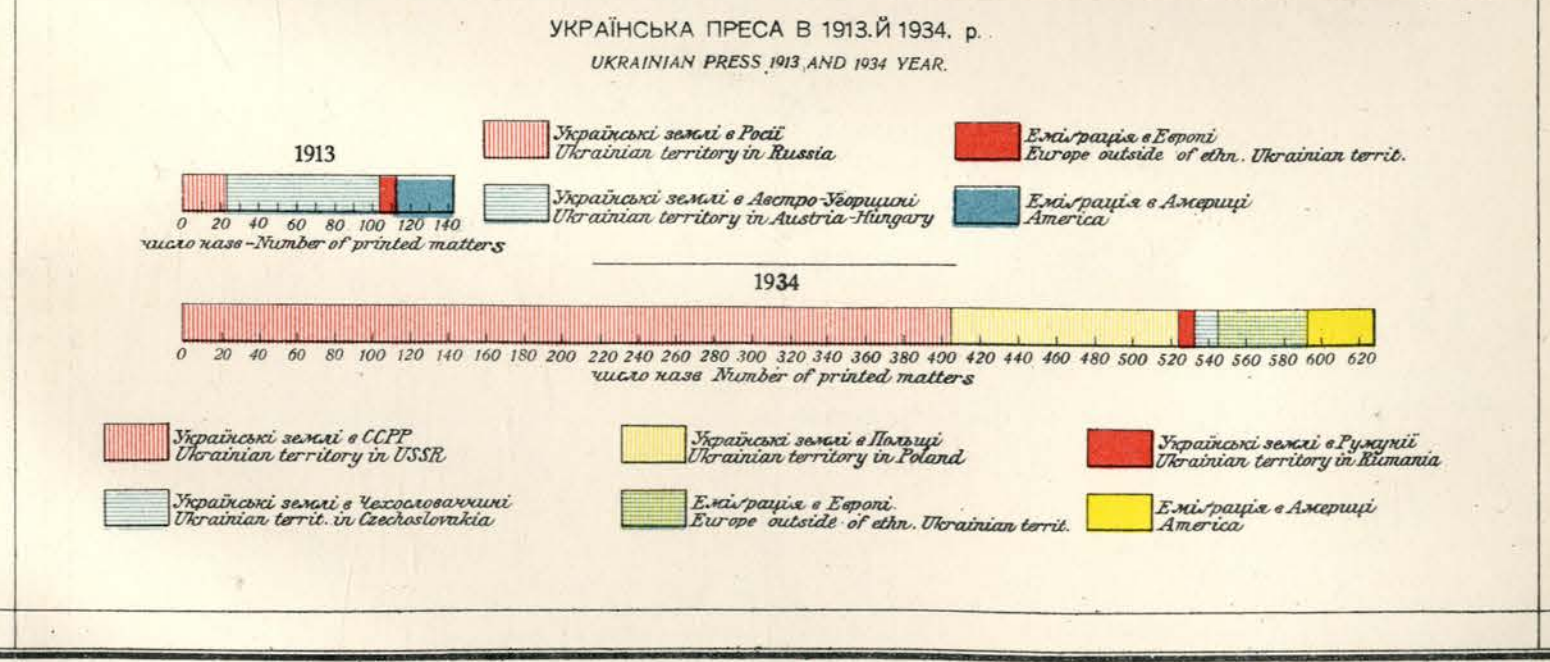 УКРАЇНСЬКА ПРЕСА В 1913.Й 1934. р.
UKRAINIAN PRESS 1913 AND 1934 YEAR.
1913
0 20 40 60 80 100 120 140
число назв - Number of printed matters
Українські землі в Росії
Ukrainian territory in Russia
Українські землі в Австро-Угорщині
Ukrainian territory in Austria-Hungary
Еміґрація в Европі
Europe outside of ethn. Ukrainian territ.
Еміґрація в Америці
America
1934
0 20 40 60 80 100 120 140 160 180 200 220 240 260 280 300 320 340 360 380 400 420 440 460 480 500 520 540 560 580 600 620
число назв Number of printed matters
Українські землі в ССРР
Ukrainian territory in USSR
Українські землі в Польщі
Ukrainian territory in Poland
Українські землі в Румунії
Ukrainian territory in Rumania
Українські землі в Чехословаччині
Ukrainian territ. in Czechoslovakia
Еміґрація в Европі.
Europe outside of ethn. Ukrainian territ.
Еміґрація в Америці
America